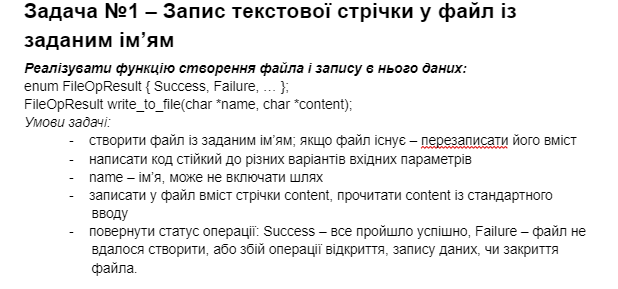 Задача №1 – Запис текстової стрічки у файл із
заданим ім’ям
Реалізувати функцію створення файла і запису в нього даних:
enum FileOpResult { Success, Failure, … };
FileOpResult write_to_file(char *name, char *content);
Умови задачі:
- створити файл із заданим ім’ям; якщо файл існує – перезаписати його вміст
- написати код стійкий до різних варіантів вхідних параметрів
- name – ім’я, може не включати шлях
- записати у файл вміст стрічки content, прочитати content із стандартного
вводу
- повернути статус операції: Success – все пройшло успішно, Failure – файл не
вдалося створити, або збій операції відкриття, запису даних, чи закриття
файла.